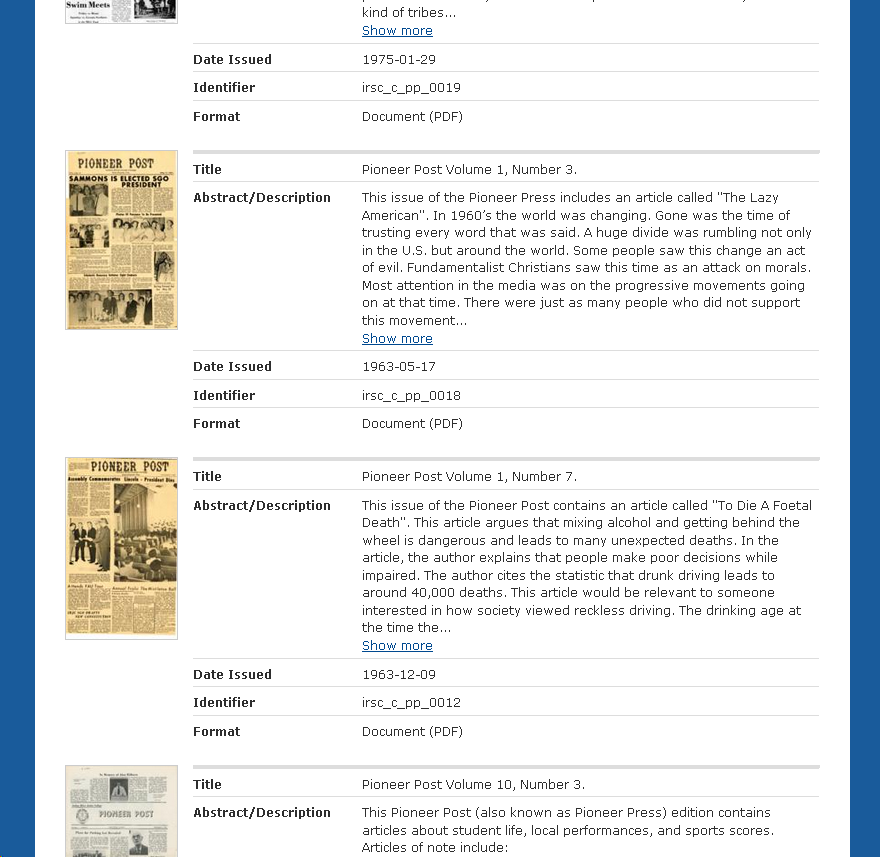 Swim Meets
kind of tribes...
Show more
Date Issued 1975-01-29
Identifier irsc_c_pp_0019
Format Document (PDF)
PIONEER POST
SAMMONS IS ELECTED SGO
PRESIDENT
Title Pioneer Post Volume 1, Number 3.
Abstract/Description This issue of the Pioneer Press includes an article called "The Lazy
American". In 1960’s the world was changing. Gone was the time of
trusting every word that was said. A huge divide was rumbling not only
in the U.S. but around the world. Some people saw this change an act
of evil. Fundamentalist Christians saw this time as an attack on morals.
Most attention in the media was on the progressive movements going
on at that time. There were just as many people who did not support
this movement...
Show more
Date Issued 1963-05-17
Identifier irsc_c_pp_0018
Format Document (PDF)
PIONEER POST
Assembly Commemorates Lincoln - President Dies
Title Pioneer Post Volume 1, Number 7.
Abstract/Description This issue of the Pioneer Post contains an article called "To Die A Foetal
Death". This article argues that mixing alcohol and getting behind the
wheel is dangerous and leads to many unexpected deaths. In the
article, the author explains that people make poor decisions while
impaired. The author cites the statistic that drunk driving leads to
around 40,000 deaths. This article would be relevant to someone
interested in how society viewed reckless driving. The drinking age at
the time the...
Show more
Date Issued 1963-12-09
Identifier irsc_c_pp_0012
Format Document (PDF)
PIONEER POST
Title Pioneer Post Volume 10, Number 3.
Abstract/Description This Pioneer Post (also known as Pioneer Press) edition contains
articles about student life, local performances, and sports scores.
Articles of note include: